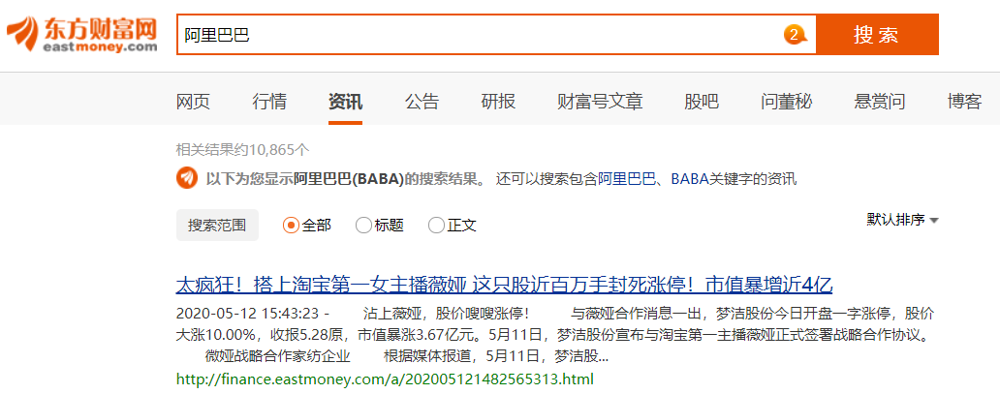 东方财富网
eastmoney.com
阿里巴巴
2
搜 索
网页 行情 资讯 公告 研报 财富号文章 股吧 问董秘 悬赏问 博客
相关结果约10,865个
以下为您显示阿里巴巴(BABA)的搜索结果。 还可以搜索包含阿里巴巴、BABA关键字的资讯
搜索范围 全部 标题 正文 默认排序
太疯狂！搭上淘宝第一女主播薇娅 这只股近百万手封死涨停！市值暴增近4亿
2020-05-12 15:43:23 - 沾上薇娅，股价嗖嗖涨停！ 与薇娅合作消息一出，梦洁股份今日开盘一字涨停，股价
大涨10.00%，收报5.28原，市值暴涨3.67亿元。5月11日，梦洁股份宣布与淘宝第一主播薇娅正式签署战略合作协议。
微娅战略合作家纺企业 根据媒体报道，5月11日，梦洁股...
http://finance.eastmoney.com/a/202005121482565313.html